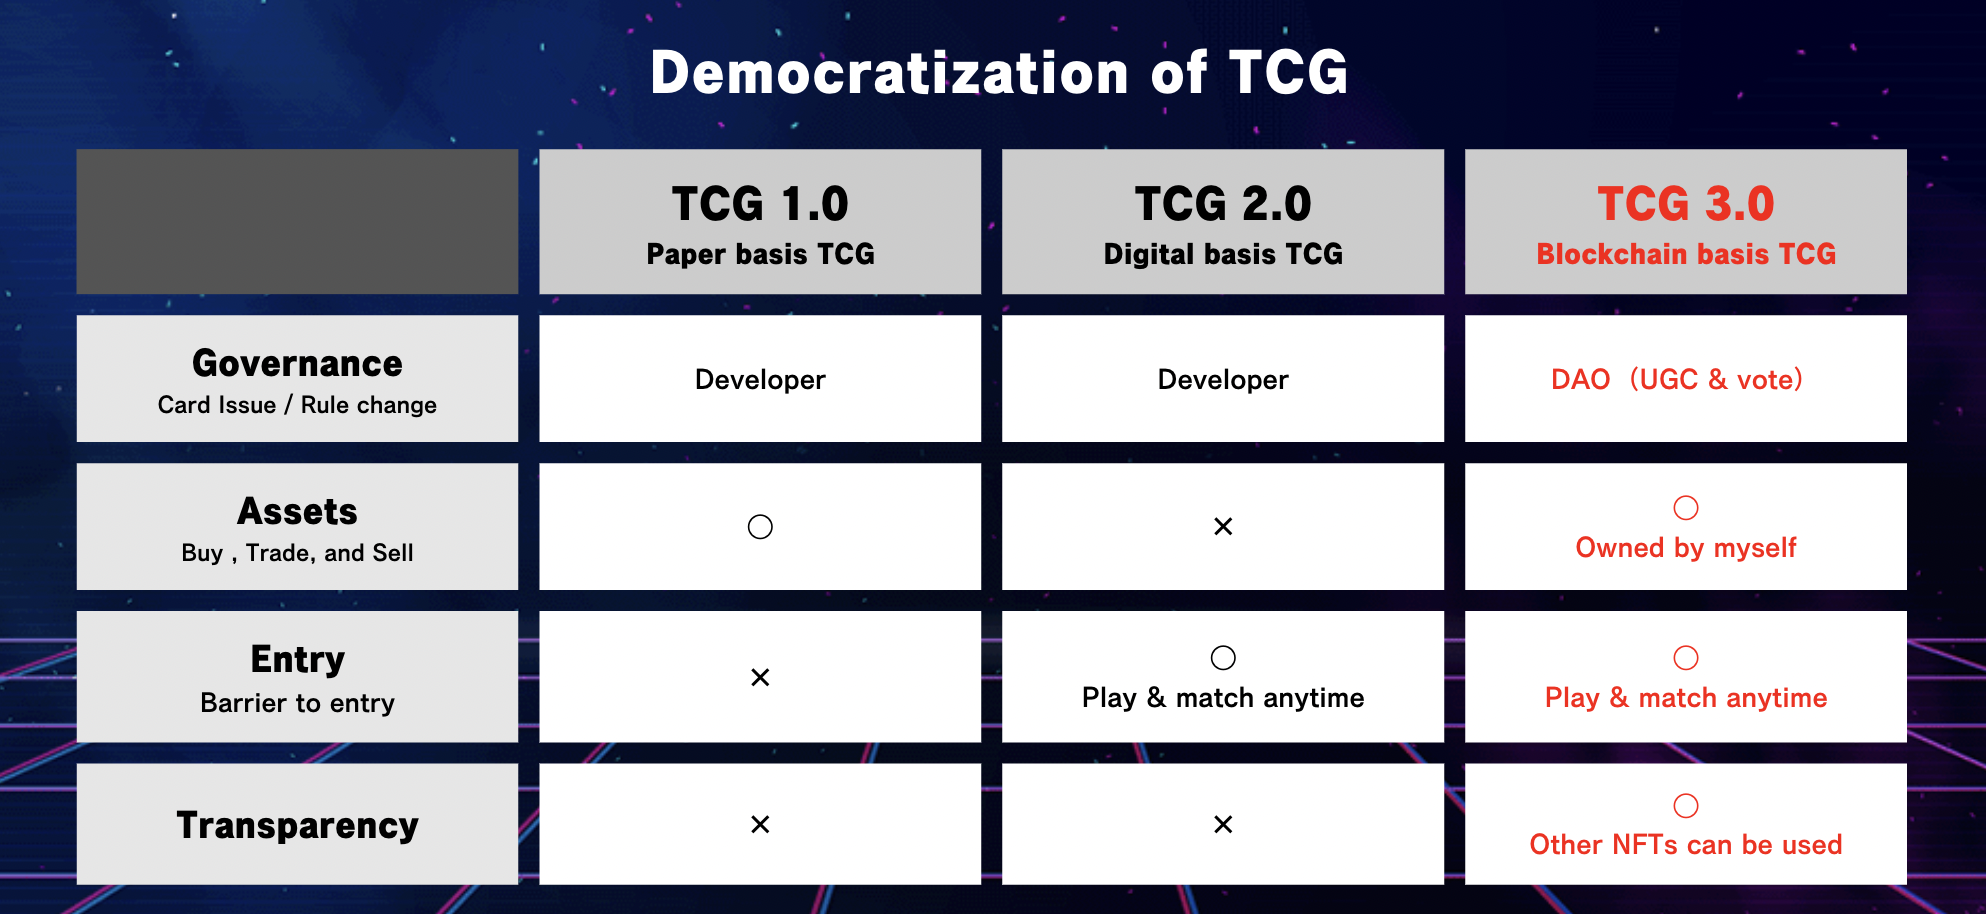 Democratization of TCG
TCG 1.0
Paper basis TCG
TCG 2.0
Digital basis TCG
TCG 3.0
Blockchain basis TCG
Governance
Card Issue / Rule change
Developer
Developer
DAO（UGC & vote）
Assets
Buy , Trade, and Sell
○
×
○
Owned by myself
Entry
Barrier to entry
×
○
Play & match anytime
○
Play & match anytime
Transparency
×
×
○
Other NFTs can be used